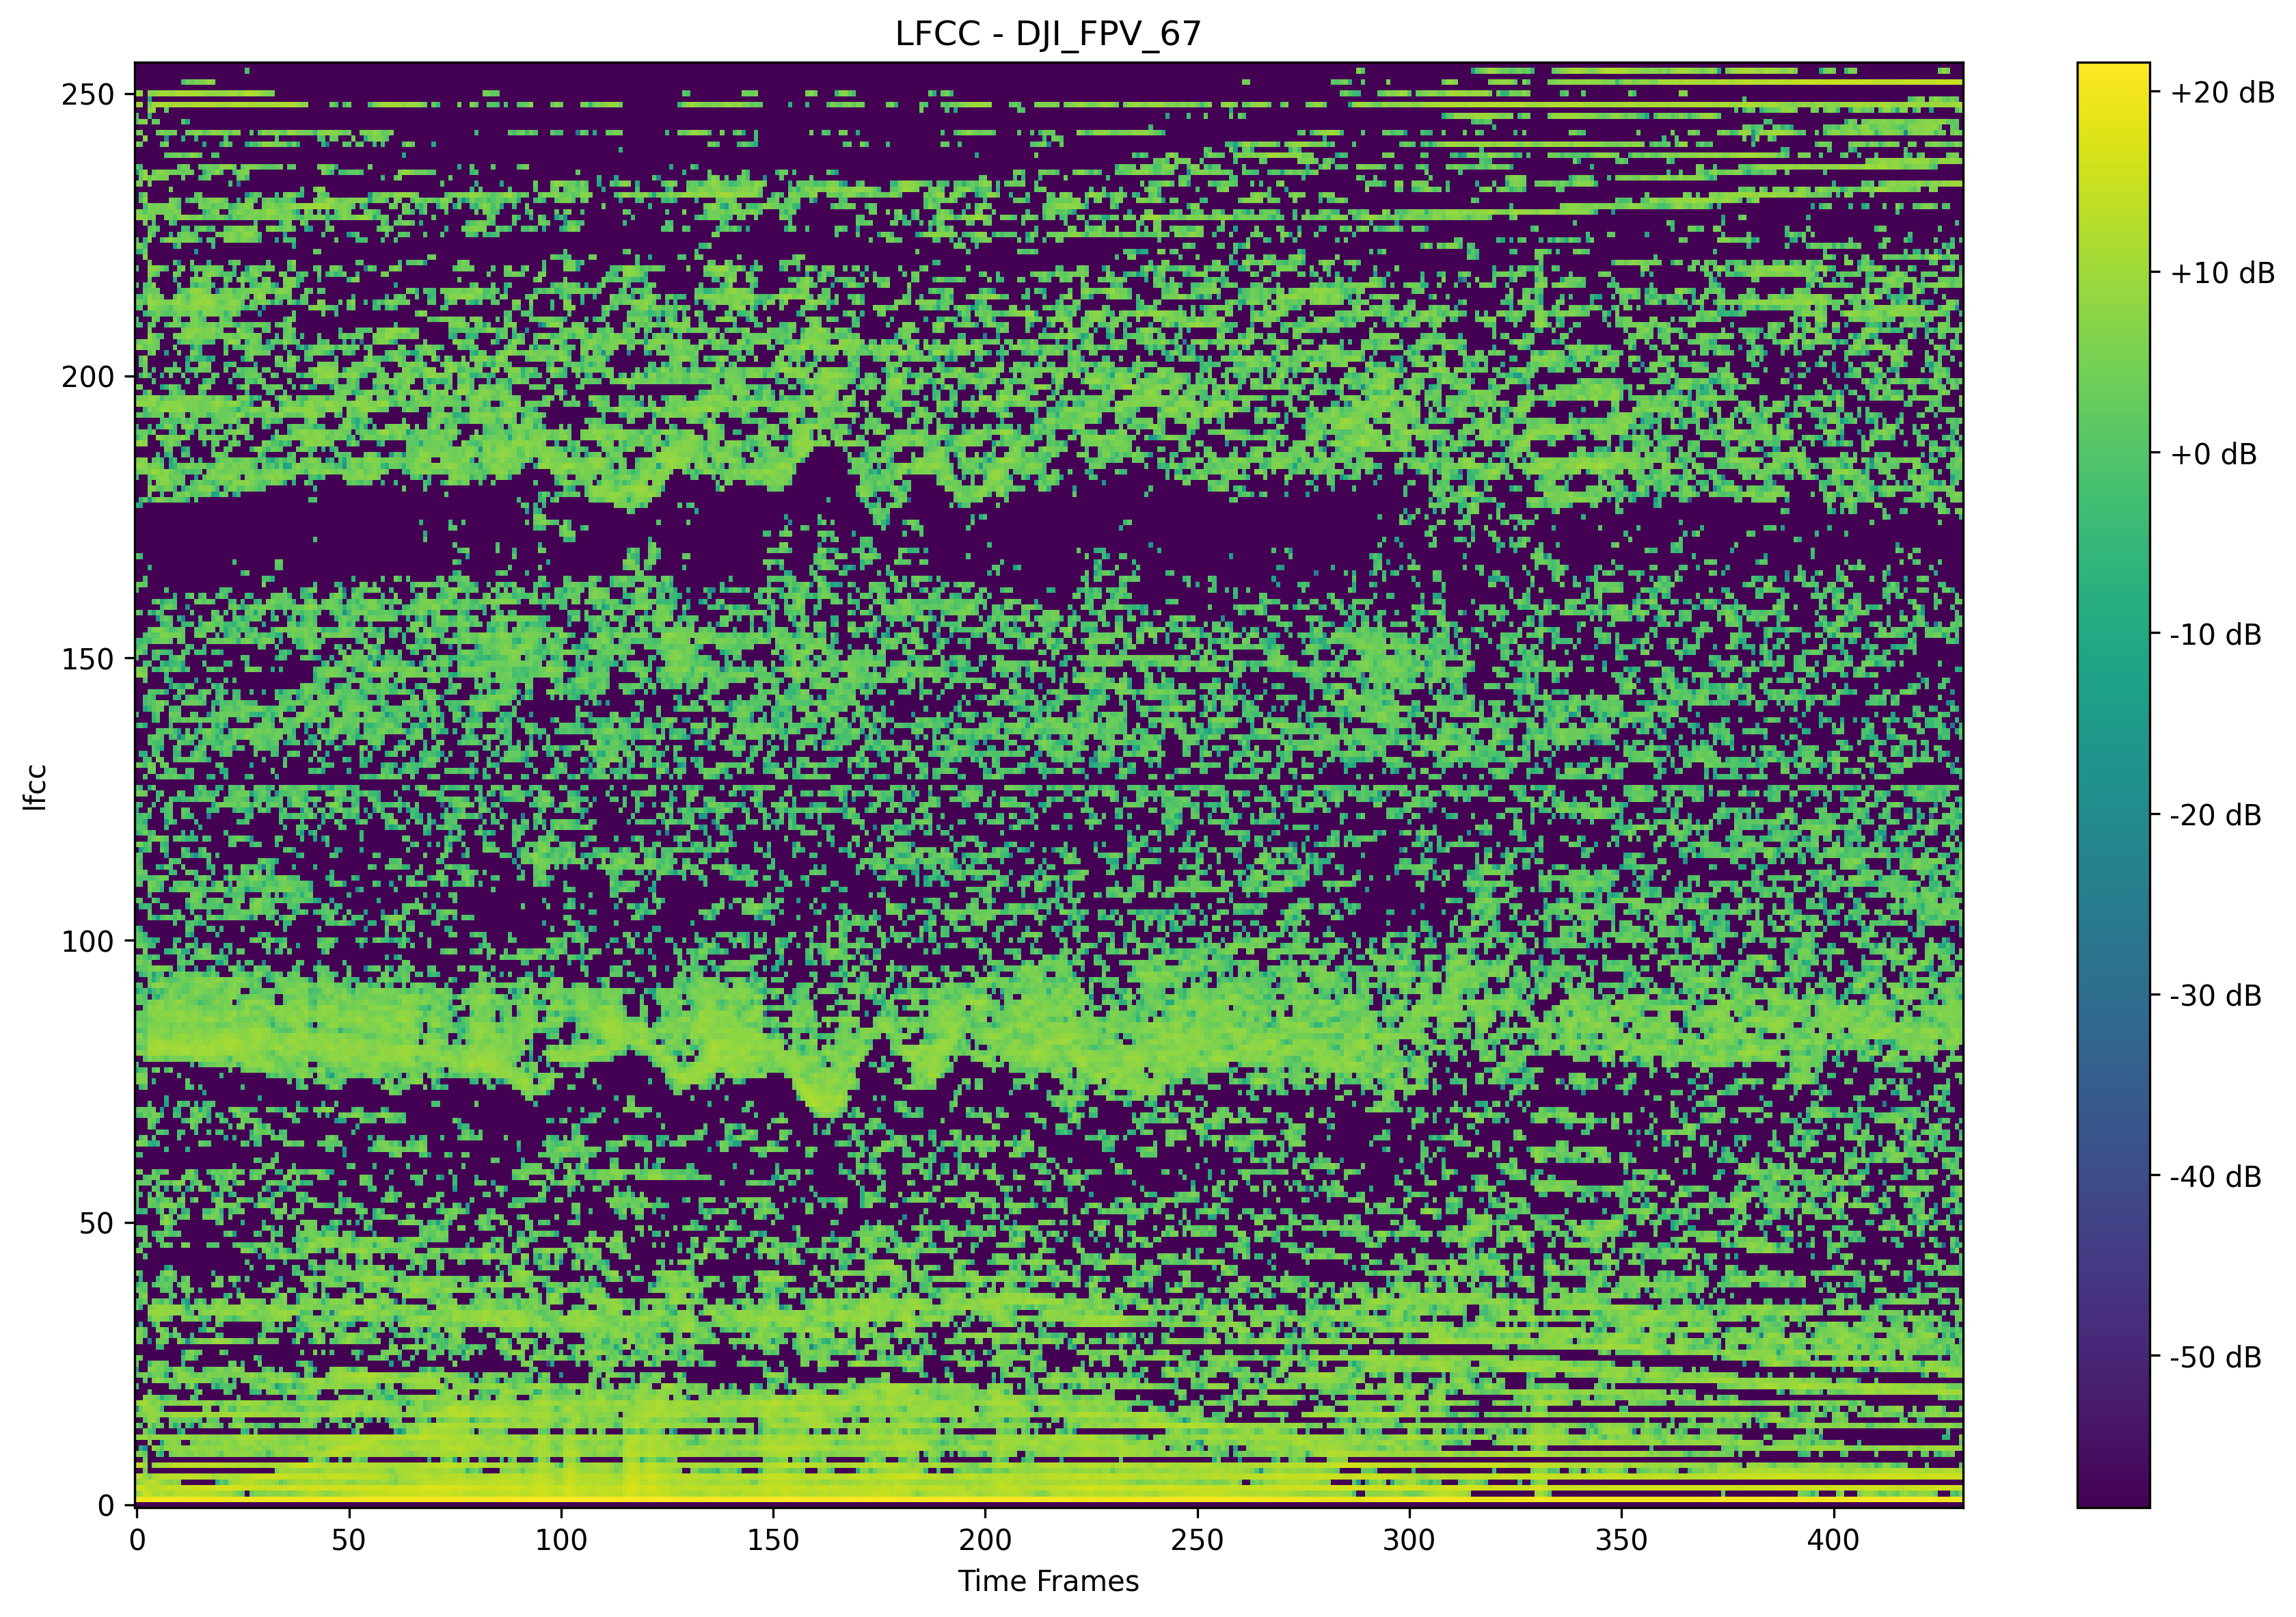 LFCC - DJI_FPV_67
250
200
150
100
50
0
lfcc
0 50 100 150 200 250 300 350 400
Time Frames
+20 dB
+10 dB
+0 dB
-10 dB
-20 dB
-30 dB
-40 dB
-50 dB